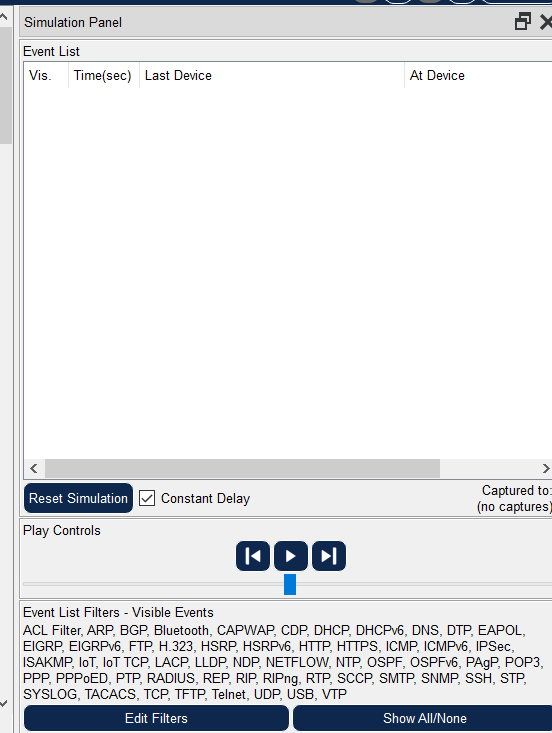 Simulation Panel
Event List
Vis. Time(sec) Last Device At Device
Reset Simulation Constant Delay Captured to:
(no captures)
Play Controls
Event List Filters - Visible Events
ACL Filter, ARP, BGP, Bluetooth, CAPWAP, CDP, DHCP, DHCPv6, DNS, DTP, EAPOL,
EIGRP, EIGRPv6, FTP, H.323, HSRP, HSRPv6, HTTP, HTTPS, ICMP, ICMPv6, IPSec,
ISAKMP, IoT, IoT TCP, LACP, LLDP, NDP, NETFLOW, NTP, OSPF, OSPFv6, PAgP, POP3,
PPP, PPPoED, PTP, RADIUS, REP, RIP, RIPng, RTP, SCCP, SMTP, SNMP, SSH, STP,
SYSLOG, TACACS, TCP, TFTP, Telnet, UDP, USB, VTP
Edit Filters Show All/None